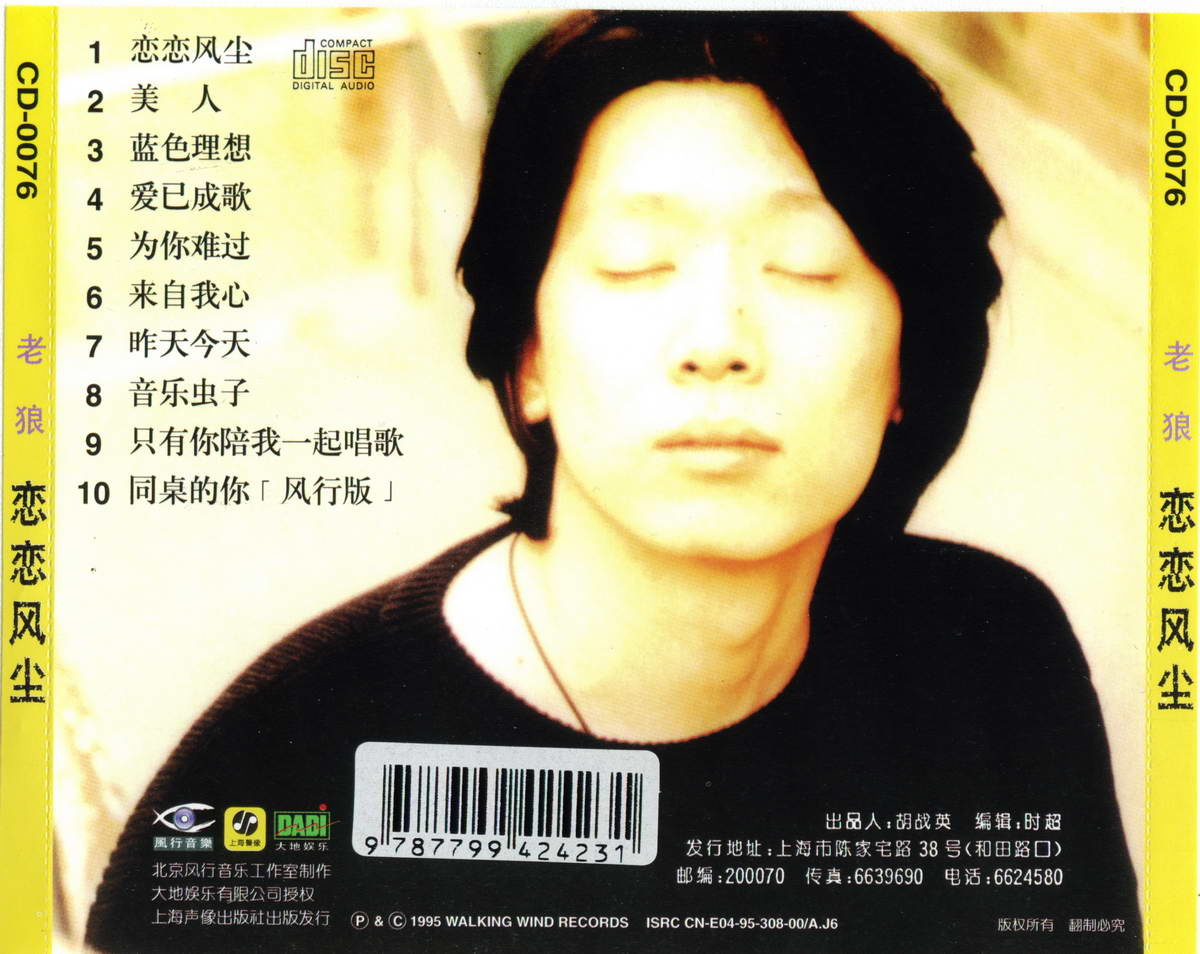 CD-0076
老狼
恋恋风尘
1 恋恋风尘
2 美 人
3 蓝色理想
4 爱已成歌
5 为你难过
6 来自我心
7 昨天今天
8 音乐虫子
9 只有你陪我一起唱歌
10 同桌的你「风行版」
COMPACT
disc
DIGITAL AUDIO
CD-0076
老狼
恋恋风尘
風行音樂
上海聲像
DADI
大地娱乐
北京风行音乐工作室制作
大地娱乐有限公司授权
上海声像出版社出版发行
9 787799 424231
出品人:胡战英 编辑:时超
发行地址:上海市陈家宅路38号(和田路口)
邮编:200070 传真:6639690 电话:6624580
Ⓟ & © 1995 WALKING WIND RECORDS ISRC CN-E04-95-308-00/A.J6
版权所有 翻制必究